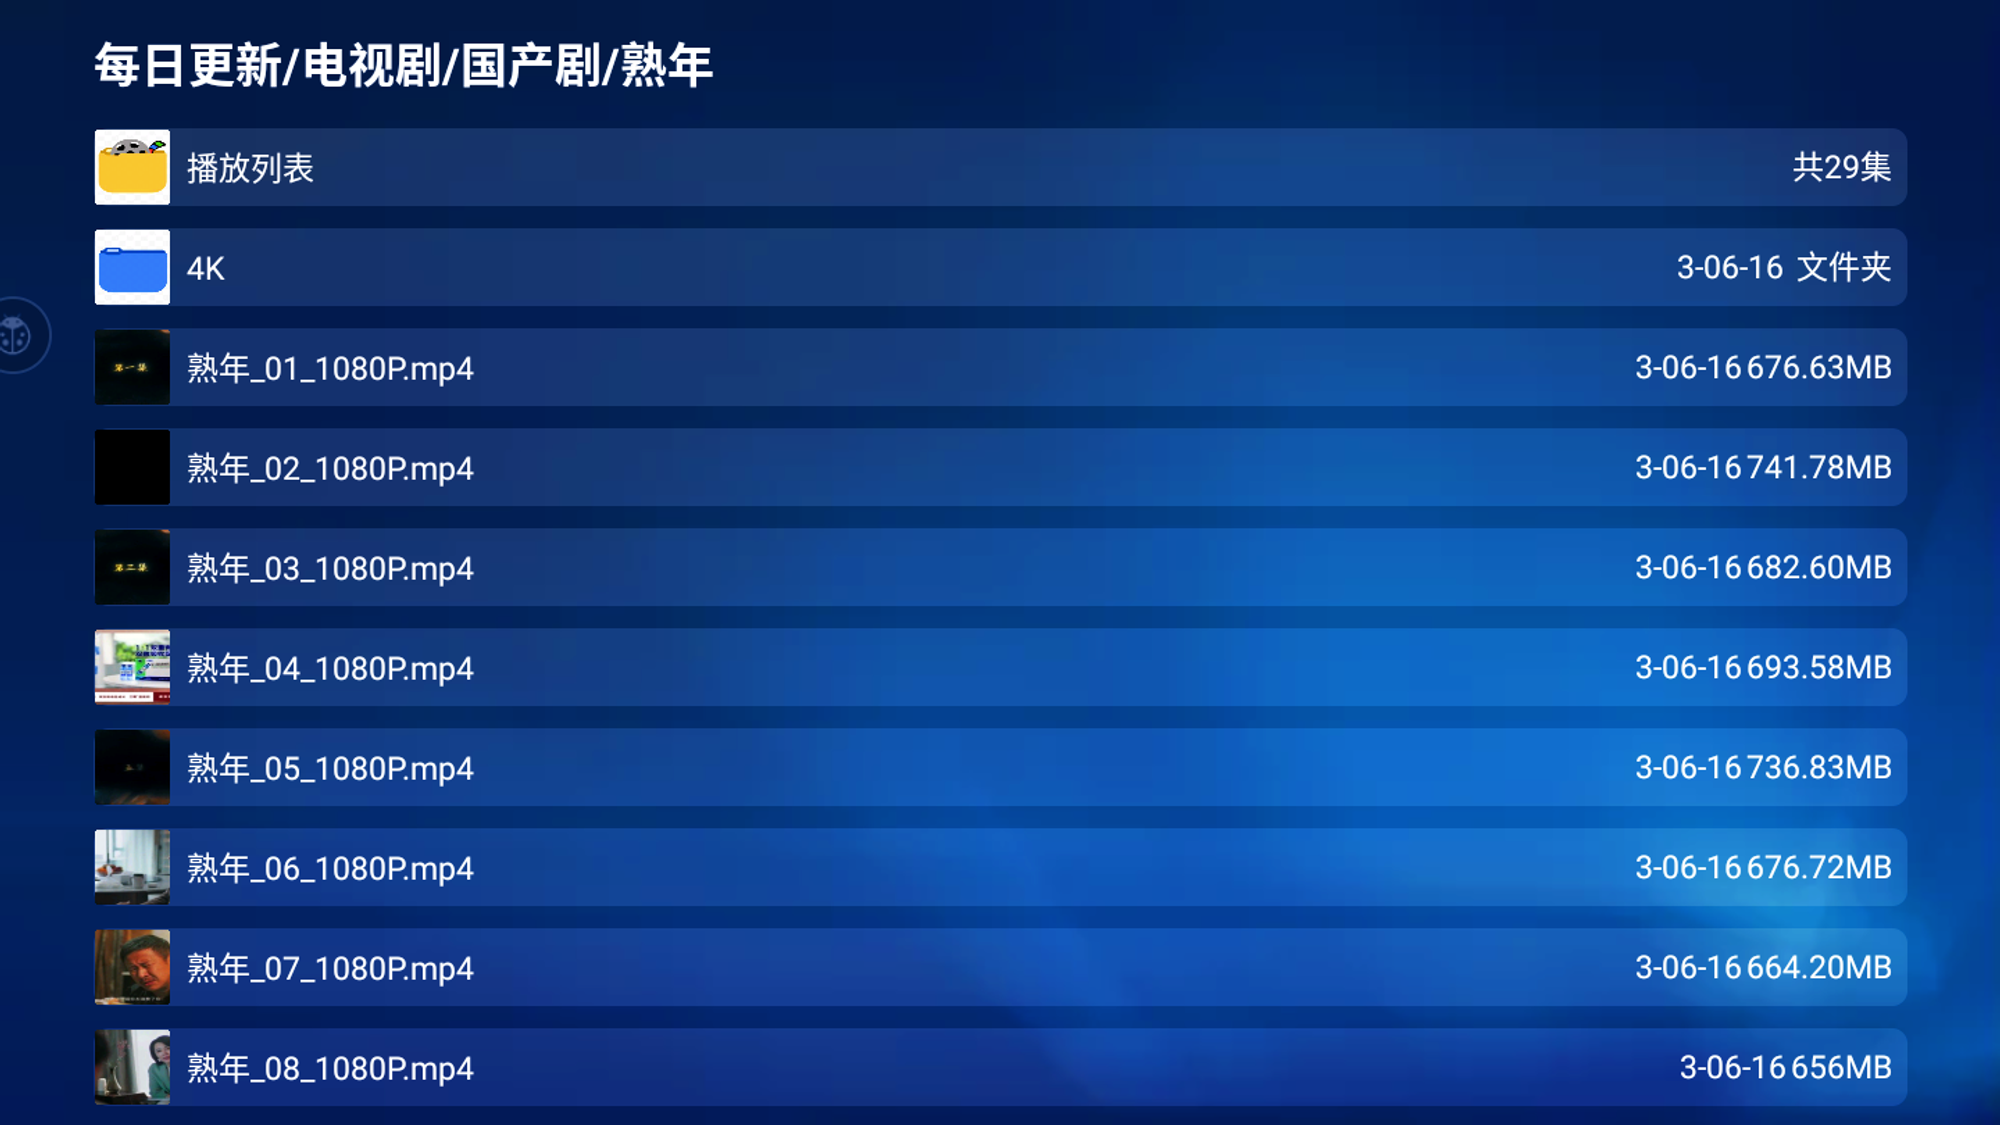 每日更新/电视剧/国产剧/熟年
播放列表 共29集
4K 3-06-16 文件夹
第一集
熟年_01_1080P.mp4 3-06-16 676.63MB
熟年_02_1080P.mp4 3-06-16 741.78MB
熟年_03_1080P.mp4 3-06-16 682.60MB
熟年_04_1080P.mp4 3-06-16 693.58MB
熟年_05_1080P.mp4 3-06-16 736.83MB
熟年_06_1080P.mp4 3-06-16 676.72MB
熟年_07_1080P.mp4 3-06-16 664.20MB
熟年_08_1080P.mp4 3-06-16 656MB